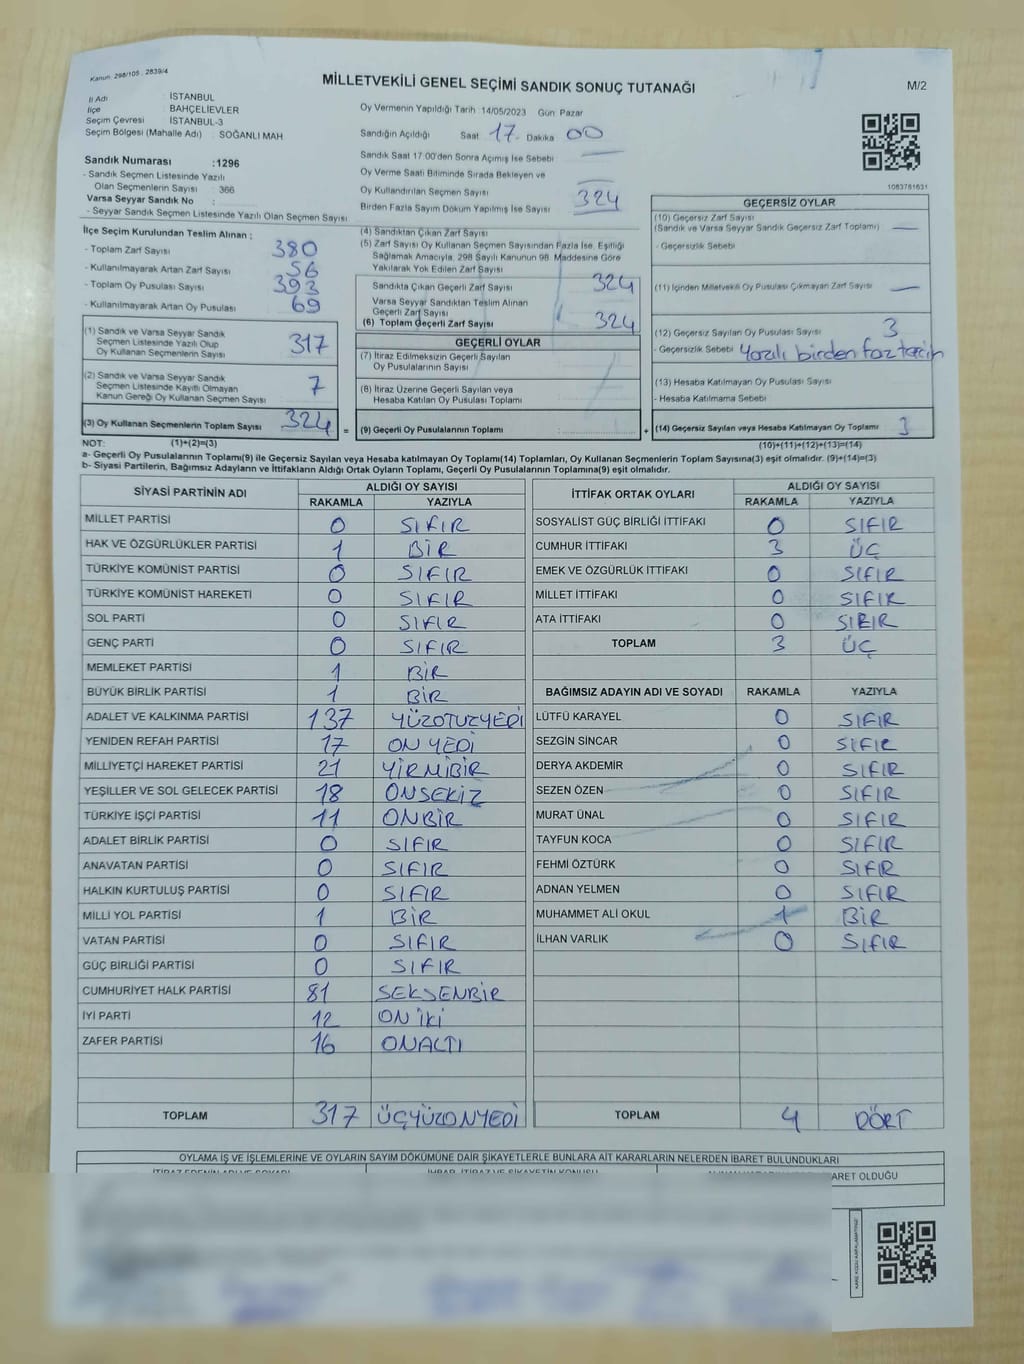 Kanun: 298/105 , 2839/4
MİLLETVEKİLİ GENEL SEÇİMİ SANDIK SONUÇ TUTANAĞI
M/2
İl Adı : İSTANBUL
İlçe : BAHÇELİEVLER
Seçim Çevresi : İSTANBUL-3
Seçim Bölgesi (Mahalle Adı) : SOĞANLI MAH
Sandık Numarası :1296
- Sandık Seçmen Listesinde Yazılı
Olan Seçmenlerin Sayısı : 366
Varsa Seyyar Sandık No :
- Seyyar Sandık Seçmen Listesinde Yazılı Olan Seçmen Sayısı
Oy Vermenin Yapıldığı Tarih :14/05/2023 Gün: Pazar
Sandığın Açıldığı Saat 17 Dakika 00
Sandık Saat 17:00'den Sonra Açılmış İse Sebebi
Oy Verme Saati Bitiminde Sırada Bekleyen ve
Oy Kullandırılan Seçmen Sayısı
Birden Fazla Sayım Döküm Yapılmış İse Sayısı 324
1083761631
İlçe Seçim Kurulundan Teslim Alınan :
- Toplam Zarf Sayısı 380
- Kullanılmayarak Artan Zarf Sayısı 56
- Toplam Oy Pusulası Sayısı 393
- Kullanılmayarak Artan Oy Pusulası 69
(1) Sandık ve Varsa Seyyar Sandık
Seçmen Listesinde Yazılı Olup
Oy Kullanan Seçmenlerin Sayısı 317
(2) Sandık ve Varsa Seyyar Sandık
Seçmen Listesinde Kayıtlı Olmayan
Kanun Gereği Oy Kullanan Seçmen Sayısı 7
(3) Oy Kullanan Seçmenlerin Toplam Sayısı 324 =
NOT: (1)+(2)=(3)
(4) Sandıktan Çıkan Zarf Sayısı
(5) Zarf Sayısı Oy Kullanan Seçmen Sayısından Fazla İse, Eşitliği
Sağlamak Amacıyla, 298 Sayılı Kanunun 98. Maddesine Göre
Yakılarak Yok Edilen Zarf Sayısı
Sandıkta Çıkan Geçerli Zarf Sayısı 324
Varsa Seyyar Sandıktan Teslim Alınan
Geçerli Zarf Sayısı
(6) Toplam Geçerli Zarf Sayısı 324
GEÇERLİ OYLAR
(7) İtiraz Edilmeksizin Geçerli Sayılan
Oy Pusulalarının Sayısı
(8) İtiraz Üzerine Geçerli Sayılan veya
Hesaba Katılan Oy Pusulası Toplamı
(9) Geçerli Oy Pusulalarının Toplamı +
GEÇERSİZ OYLAR
(10) Geçersiz Zarf Sayısı
(Sandık ve Varsa Seyyar Sandık Geçersiz Zarf Toplamı)
- Geçersizlik Sebebi
(11) İçinden Milletvekili Oy Pusulası Çıkmayan Zarf Sayısı
(12) Geçersiz Sayılan Oy Pusulası Sayısı 3
- Geçersizlik Sebebi Yazılı birden faz tercih
(13) Hesaba Katılmayan Oy Pusulası Sayısı
- Hesaba Katılmama Sebebi
(14) Geçersiz Sayılan veya Hesaba Katılmayan Oy Toplamı 3
(10)+(11)+(12)+(13)=(14)
a- Geçerli Oy Pusulalarının Toplamı(9) ile Geçersiz Sayılan veya Hesaba katılmayan Oy Toplamı(14) Toplamları, Oy Kullanan Seçmenlerin Toplam Sayısına(3) eşit olmalıdır. (9)+(14)=(3)
b- Siyasi Partilerin, Bağımsız Adayların ve İttifakların Aldığı Ortak Oyların Toplamı, Geçerli Oy Pusulalarının Toplamına(9) eşit olmalıdır.
SİYASİ PARTİNİN ADI ALDIĞI OY SAYISI
RAKAMLA YAZIYLA
MİLLET PARTİSİ 0 SIFIR
HAK VE ÖZGÜRLÜKLER PARTİSİ 1 BİR
TÜRKİYE KOMÜNİST PARTİSİ 0 SIFIR
TÜRKİYE KOMÜNİST HAREKETİ 0 SIFIR
SOL PARTİ 0 SIFIR
GENÇ PARTİ 0 SIFIR
MEMLEKET PARTİSİ 1 BİR
BÜYÜK BİRLİK PARTİSİ 1 BİR
ADALET VE KALKINMA PARTİSİ 137 YÜZOTUZYEDİ
YENİDEN REFAH PARTİSİ 17 ON YEDİ
MİLLİYETÇİ HAREKET PARTİSİ 21 YİRMİBİR
YEŞİLLER VE SOL GELECEK PARTİSİ 18 ONSEKİZ
TÜRKİYE İŞÇİ PARTİSİ 11 ONBİR
ADALET BİRLİK PARTİSİ 0 SIFIR
ANAVATAN PARTİSİ 0 SIFIR
HALKIN KURTULUŞ PARTİSİ 0 SIFIR
MİLLİ YOL PARTİSİ 1 BİR
VATAN PARTİSİ 0 SIFIR
GÜÇ BİRLİĞİ PARTİSİ 0 SIFIR
CUMHURİYET HALK PARTİSİ 81 SEKSENBİR
İYİ PARTİ 12 ON İKİ
ZAFER PARTİSİ 16 ONALTI
TOPLAM 317 ÜÇYÜZONYEDİ
İTTİFAK ORTAK OYLARI ALDIĞI OY SAYISI
RAKAMLA YAZIYLA
SOSYALİST GÜÇ BİRLİĞİ İTTİFAKI 0 SIFIR
CUMHUR İTTİFAKI 3 ÜÇ
EMEK VE ÖZGÜRLÜK İTTİFAKI 0 SIFIR
MİLLET İTTİFAKI 0 SIFIR
ATA İTTİFAKI 0 SIFIR
TOPLAM 3 ÜÇ
BAĞIMSIZ ADAYIN ADI VE SOYADI RAKAMLA YAZIYLA
LÜTFÜ KARAYEL 0 SIFIR
SEZGİN SİNCAR 0 SIFIR
DERYA AKDEMİR 0 SIFIR
SEZEN ÖZEN 0 SIFIR
MURAT ÜNAL 0 SIFIR
TAYFUN KOCA 0 SIFIR
FEHMİ ÖZTÜRK 0 SIFIR
ADNAN YELMEN 0 SIFIR
MUHAMMET ALİ OKUL 1 BİR
İLHAN VARLIK 0 SIFIR
TOPLAM 4 DÖRT
OYLAMA İŞ VE İŞLEMLERİNE VE OYLARIN SAYIM DÖKÜMÜNE DAİR ŞİKAYETLERLE BUNLARA AİT KARARLARIN NELERDEN İBARET BULUNDUKLARI
İTİRAZ EDENİN ADI VE SOYADI İHBAR, İTİRAZ VE ŞİKAYETİN KONUSU
BARET OLDUĞU